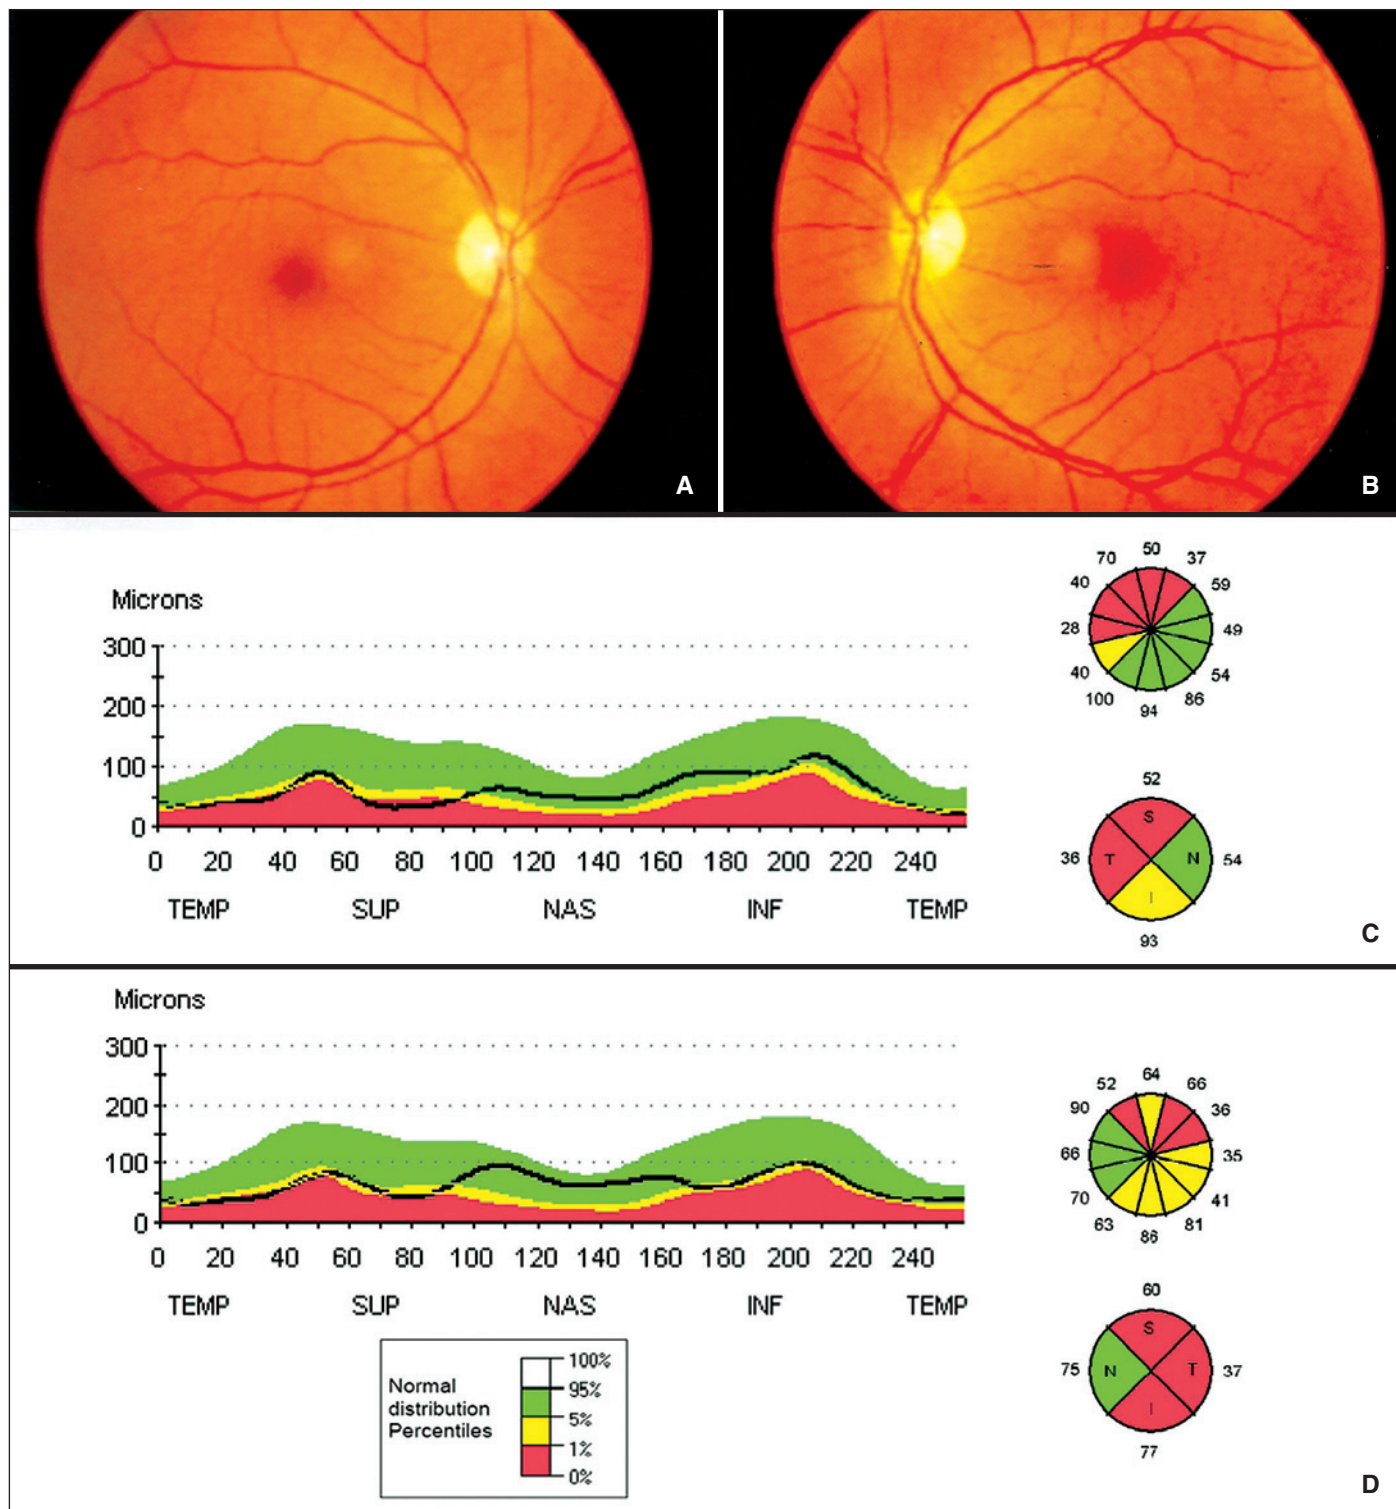 A
B
Microns
300
200
100
0
0 20 40 60 80 100 120 140 160 180 200 220 240
TEMP SUP NAS INF TEMP
50
70 37
40 59
28 49
40 54
100 86
94
52
S
36 T N 54
I
93
C
Microns
300
200
100
0
0 20 40 60 80 100 120 140 160 180 200 220 240
TEMP SUP NAS INF TEMP
64
52 66
90 36
66 35
70 41
63 81
86
60
S
75 N T 37
I
77
Normal
distribution
Percentiles
100%
95%
5%
1%
0%
D